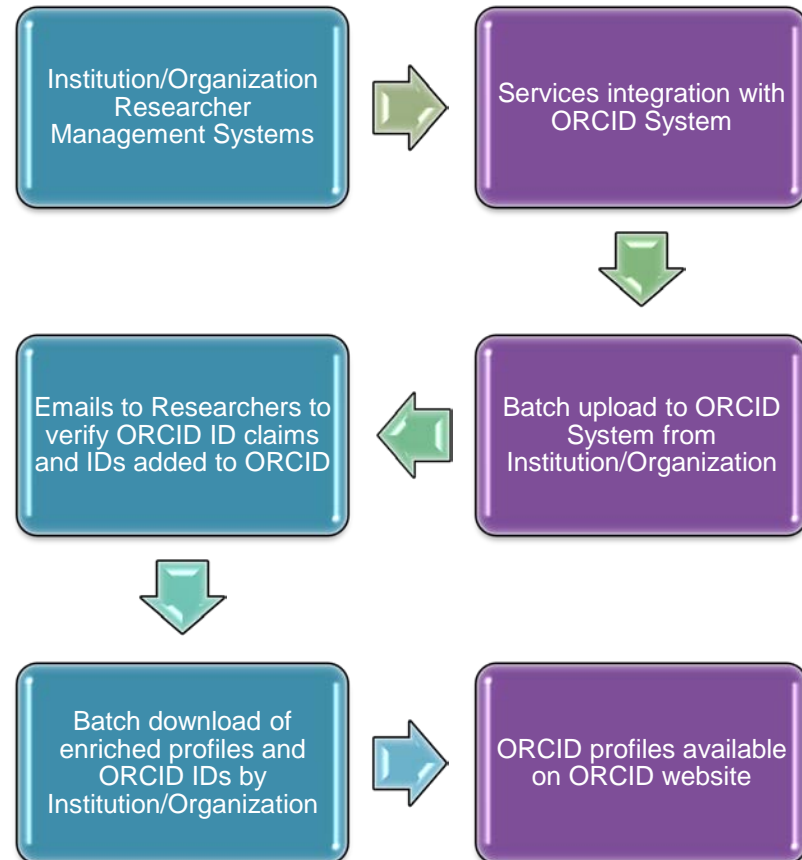 Institution/Organization
Researcher
Management Systems
Services integration with
ORCID System
Batch upload to ORCID
System from
Institution/Organization
Emails to Researchers to
verify ORCID ID claims
and IDs added to ORCID
Batch download of
enriched profiles and
ORCID IDs by
Institution/Organization
ORCID profiles available
on ORCID website